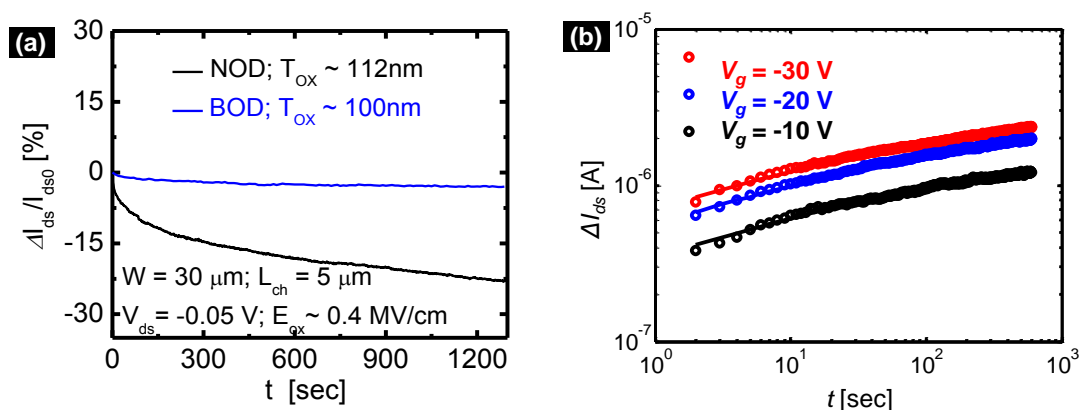 (a)
30
15
0
-15
-30
ΔI_ds/I_ds0 [%]
NOD; T_OX ~ 112nm
BOD; T_OX ~ 100nm
W = 30 μm; L_ch = 5 μm
V_ds = -0.05 V; E_ox ~ 0.4 MV/cm
0 300 600 900 1200
t [sec]
(b)
10^-5
10^-6
10^-7
ΔI_ds [A]
V_g = -30 V
V_g = -20 V
V_g = -10 V
10^0 10^1 10^2 10^3
t [sec]